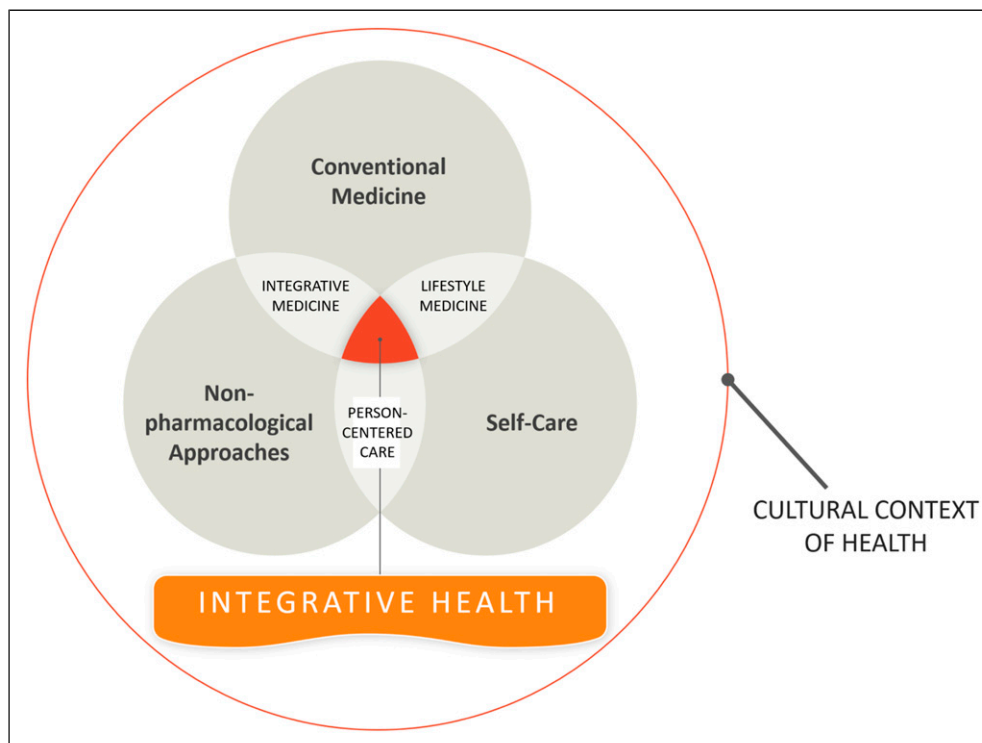 Conventional
Medicine
INTEGRATIVE
MEDICINE
LIFESTYLE
MEDICINE
Non-
pharmacological
Approaches
PERSON-
CENTERED
CARE
Self-Care
CULTURAL CONTEXT
OF HEALTH
INTEGRATIVE HEALTH